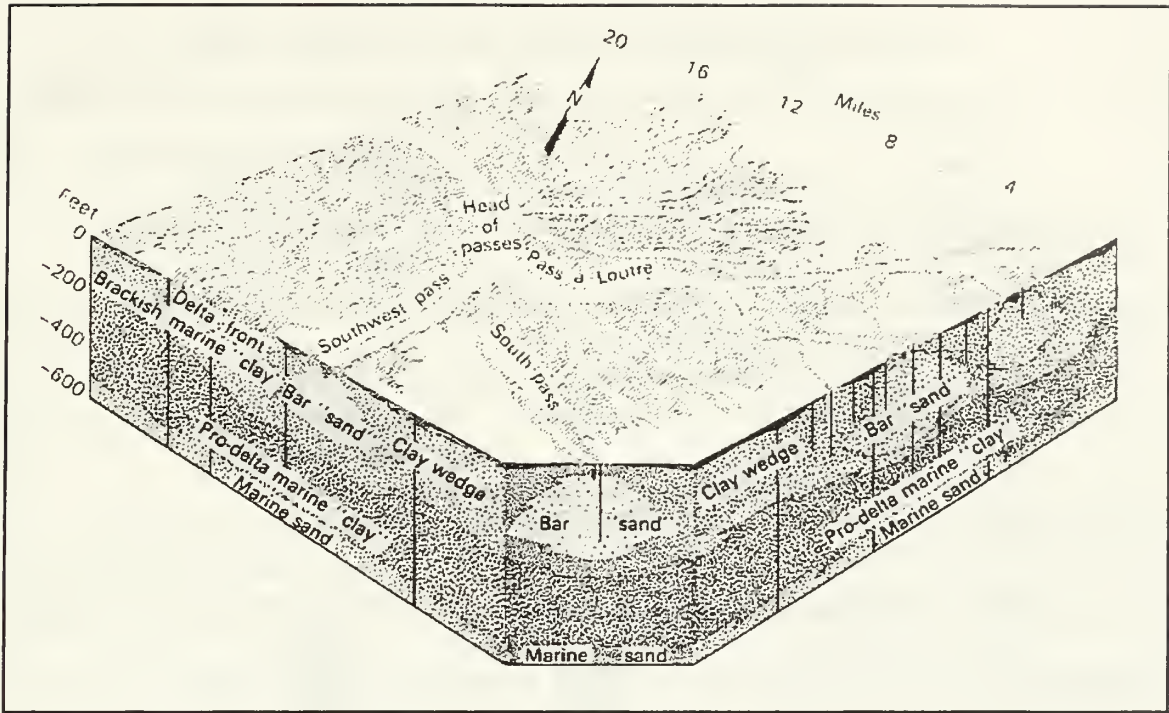 20
16
12
Miles
8
4
N
Feet
0
-200
-400
-600
Head
of
passes
Pass a Loutre
Southwest pass
South pass
Delta front
Brackish marine clay
Bar sand
Clay wedge
Pro-delta marine clay
Marine sand
Bar sand
Marine sand
Clay wedge
Bar sand
Pro-delta marine clay
? Marine sand ? ?